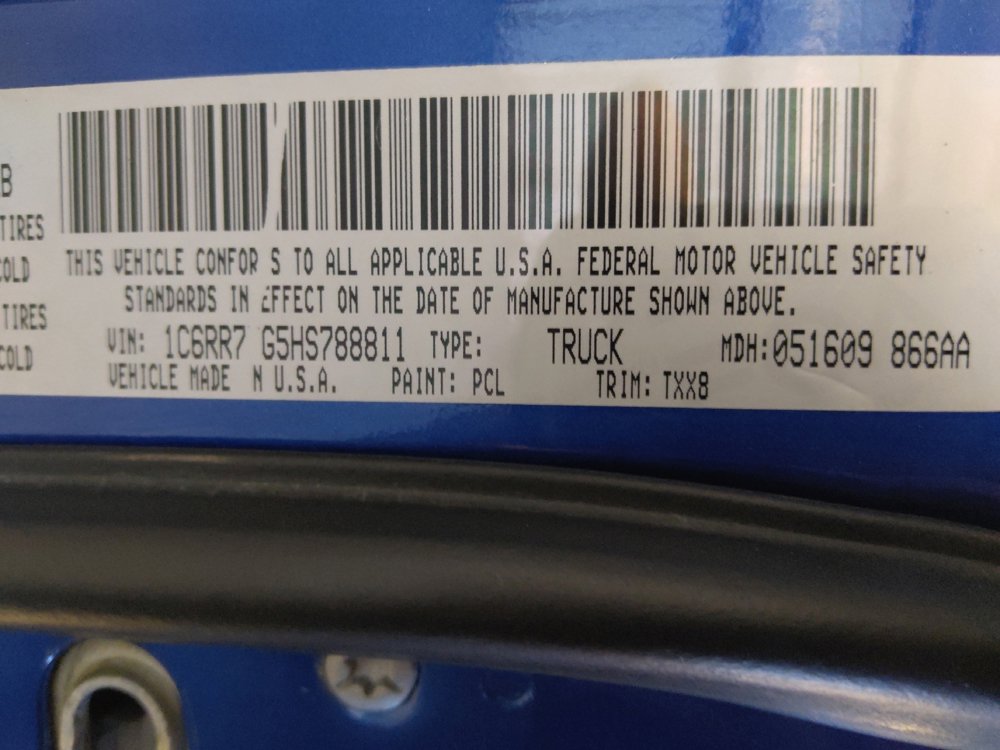 B
TIRES
COLD
TIRES
COLD
THIS VEHICLE CONFOR S TO ALL APPLICABLE U.S.A. FEDERAL MOTOR VEHICLE SAFETY
STANDARDS IN EFFECT ON THE DATE OF MANUFACTURE SHOWN ABOVE.
VIN: 1C6RR7 G5HS788811 TYPE: TRUCK MDH:051609 866AA
VEHICLE MADE N U.S.A. PAINT: PCL TRIM: TXX8